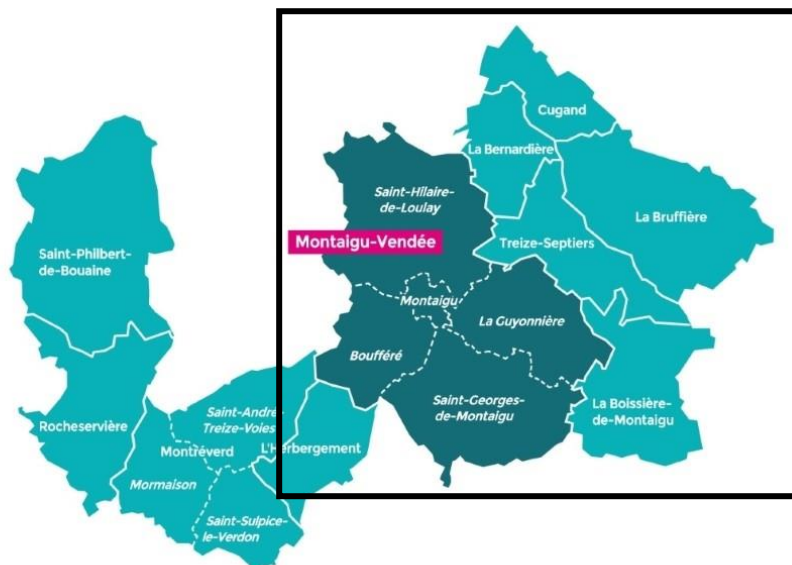 Cugand
La Bernardière
Saint-Hilaire-
de-Loulay
La Bruffière
Montaigu-Vendée
Treize-Septiers
Saint-Philbert-
de-Bouaine
Montaigu
La Guyonnière
Boufféré
Saint-Georges-
de-Montaigu
La Boissière-
de-Montaigu
Saint-André-
Treize-Voies
Rocheservière
L'Herbergement
Montréverd
Mormaison
Saint-Sulpice-
le-Verdon